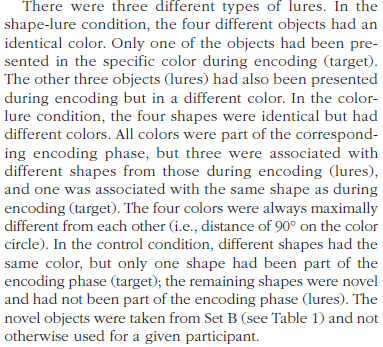 There were three different types of lures. In the
shape-lure condition, the four different objects had an
identical color. Only one of the objects had been pre-
sented in the specific color during encoding (target).
The other three objects (lures) had also been presented
during encoding but in a different color. In the color-
lure condition, the four shapes were identical but had
different colors. All colors were part of the correspond-
ing encoding phase, but three were associated with
different shapes from those during encoding (lures),
and one was associated with the same shape as during
encoding (target). The four colors were always maximally
different from each other (i.e., distance of 90° on the color
circle). In the control condition, different shapes had the
same color, but only one shape had been part of the
encoding phase (target); the remaining shapes were novel
and had not been part of the encoding phase (lures). The
novel objects were taken from Set B (see Table 1) and not
otherwise used for a given participant.